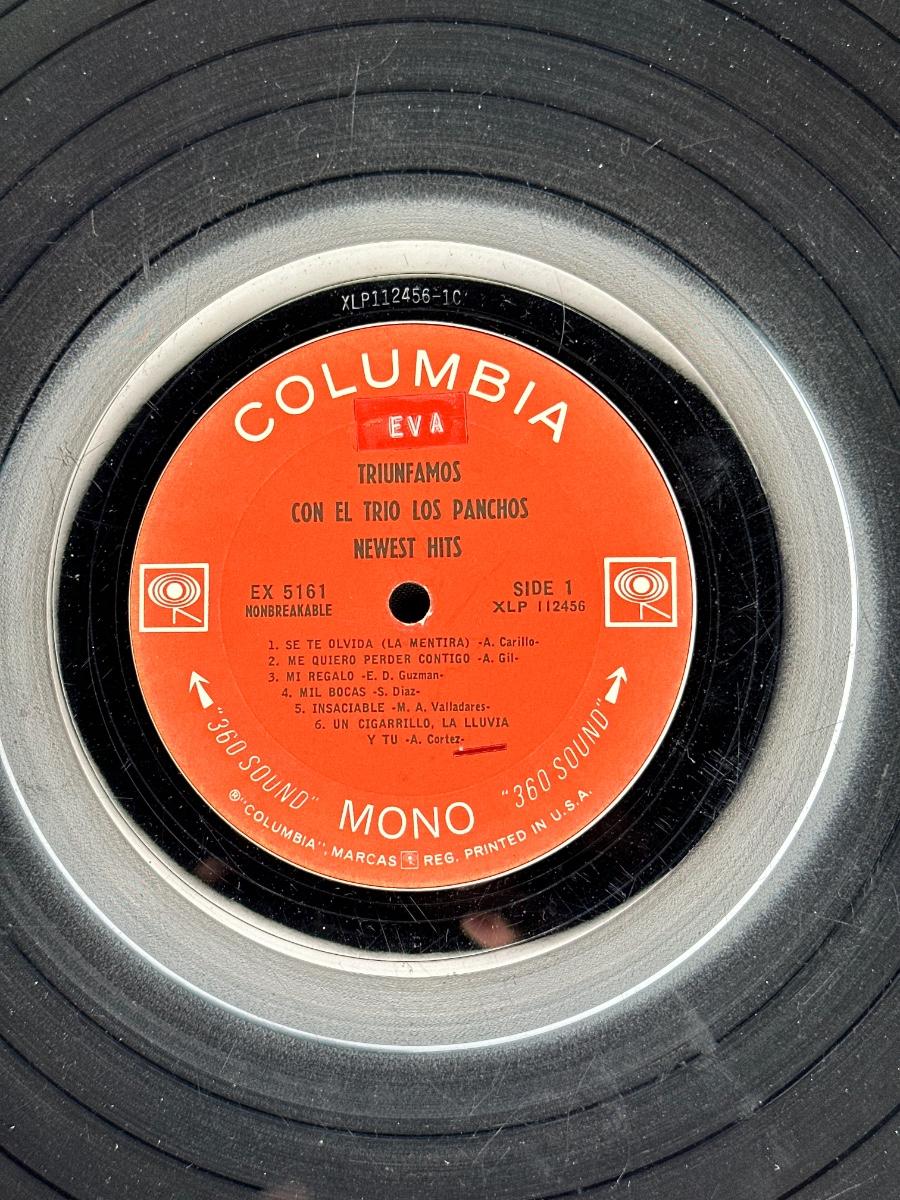 XLP112456-1C
COLUMBIA
EVA
TRIUNFAMOS
CON EL TRIO LOS PANCHOS
NEWEST HITS
EX 5161
NONBREAKABLE
SIDE 1
XLP 112456
1. SE TE OLVIDA (LA MENTIRA) -A. Carillo-
2. ME QUIERO PERDER CONTIGO -A. Gil-
3. MI REGALO -E. D. Guzman-
4. MIL BOCAS -S. Diaz-
5. INSACIABLE -M. A. Valladares-
6. UN CIGARRILLO, LA LLUVIA
Y TU -A. Cortez-
"360 SOUND"
MONO
"360 SOUND"
®"COLUMBIA", MARCAS REG. PRINTED IN U.S.A.